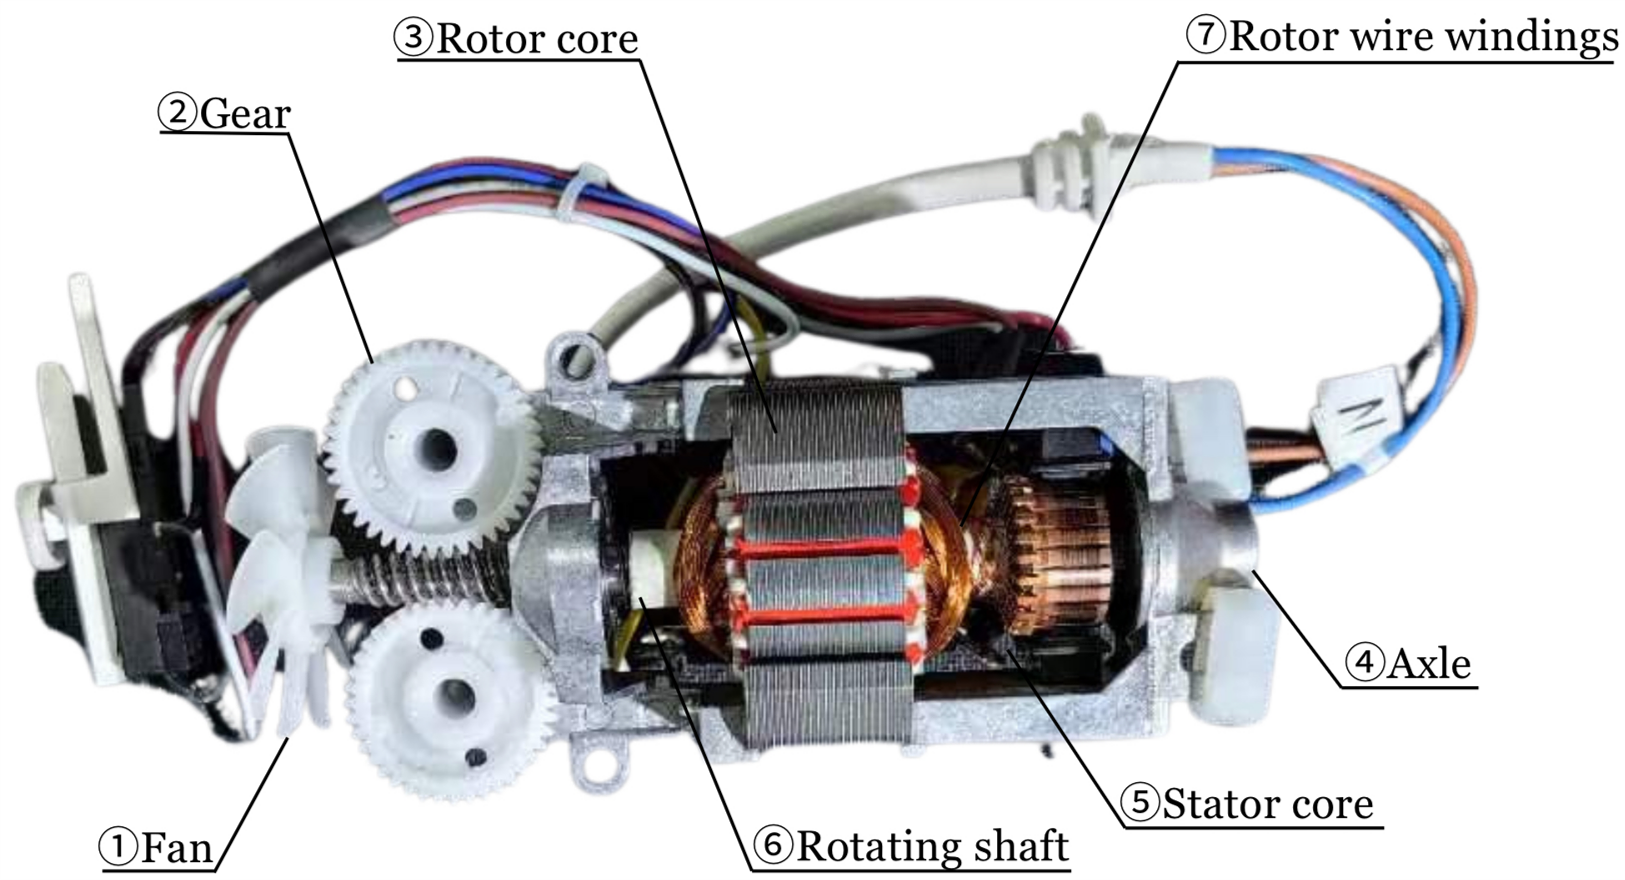 ③Rotor core
⑦Rotor wire windings
②Gear
N
④Axle
⑤Stator core
①Fan
⑥Rotating shaft